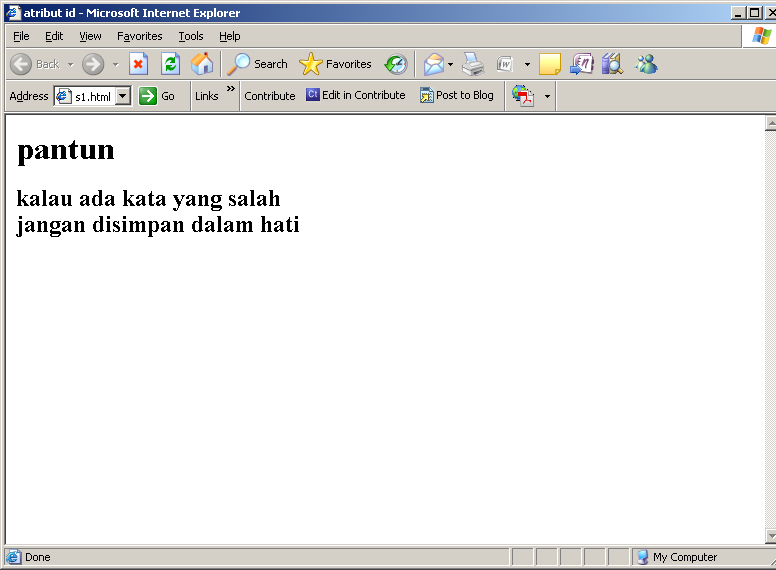 atribut id - Microsoft Internet Explorer
File Edit View Favorites Tools Help
Back Search Favorites W
Address s1.html Go Links » Contribute Ct Edit in Contribute Post to Blog
pantun
kalau ada kata yang salah
jangan disimpan dalam hati
Done My Computer